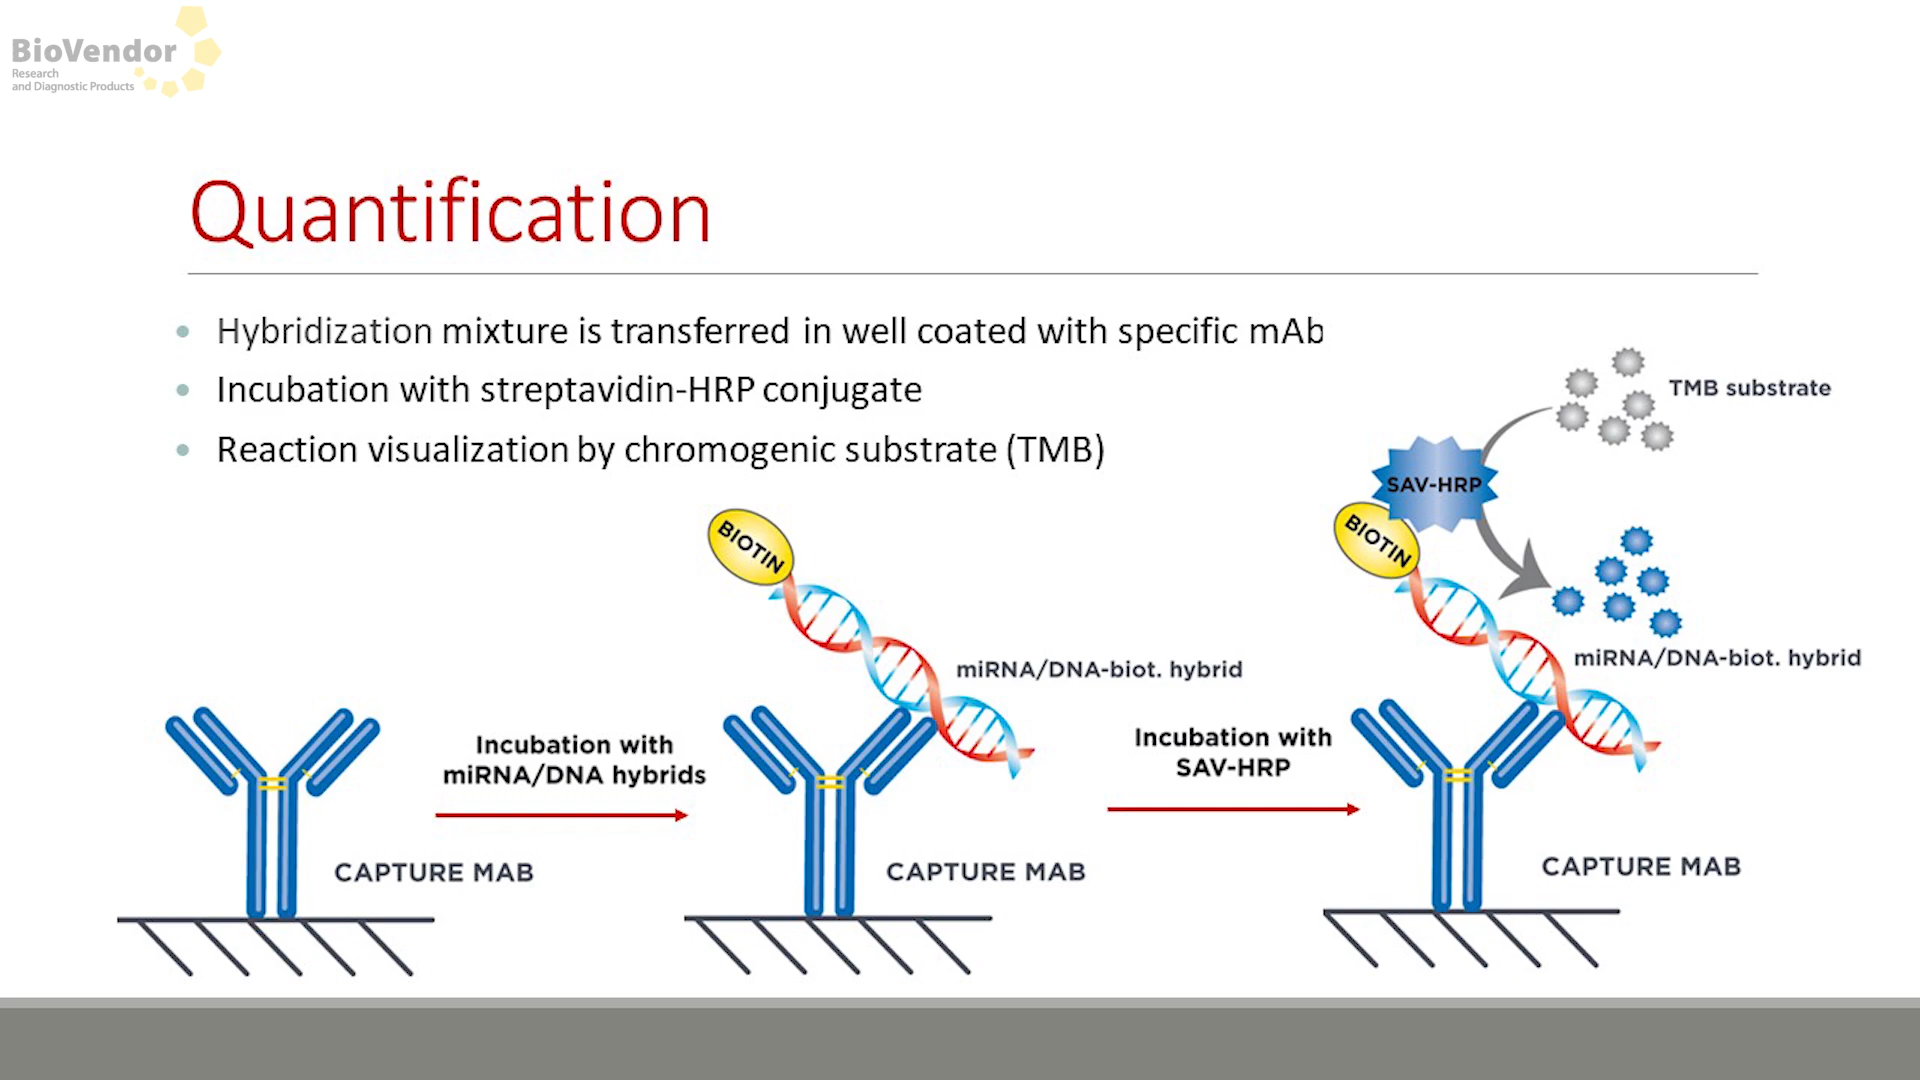 BioVendor
Research
and Diagnostic Products
Quantification
Hybridization mixture is transferred in well coated with specific mAb
Incubation with streptavidin-HRP conjugate
Reaction visualization by chromogenic substrate (TMB)
TMB substrate
SAV-HRP
BIOTIN
BIOTIN
miRNA/DNA-biot. hybrid
miRNA/DNA-biot. hybrid
Incubation with
miRNA/DNA hybrids
Incubation with
SAV-HRP
CAPTURE MAB
CAPTURE MAB
CAPTURE MAB